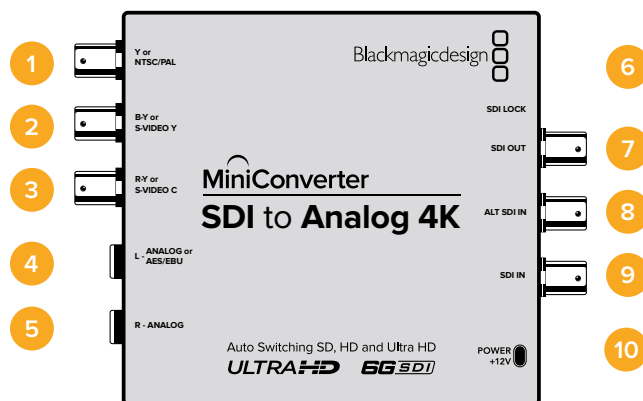 1
Y or
NTSC/PAL
Blackmagicdesign
6
2
B-Y or
S-VIDEO Y
SDI LOCK
SDI OUT
7
3
R-Y or
S-VIDEO C
MiniConverter
SDI to Analog 4K
ALT SDI IN
8
4
L - ANALOG or
AES/EBU
SDI IN
9
5
R - ANALOG
Auto Switching SD, HD and Ultra HD
ULTRA HD 6G SDI
POWER
+12V
10